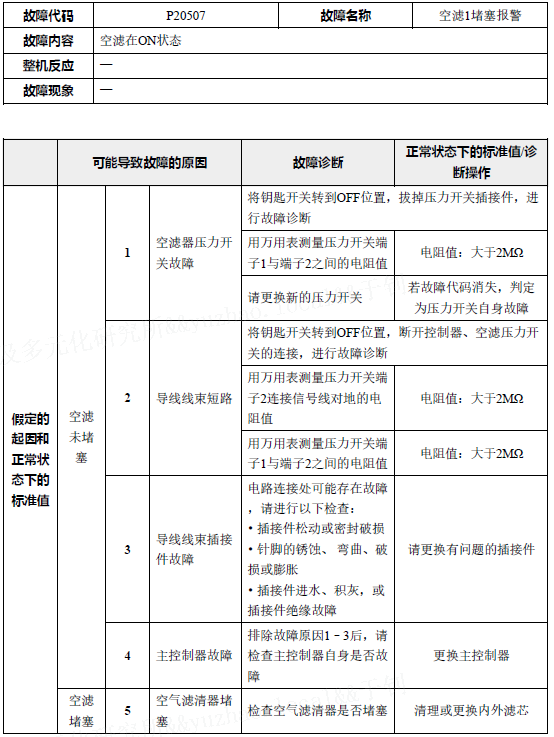 故障代码 P20507 故障名称 空滤1堵塞报警
故障内容 空滤在ON状态
整机反应 —
故障现象 —
可能导致故障的原因 故障诊断 正常状态下的标准值/诊
断操作
假定的
起因和
正常状
态下的
标准值
空滤
未堵
塞
1
空滤器压力开
关故障
将钥匙开关转到OFF位置，拔掉压力开关插接件，进
行故障诊断
用万用表测量压力开关端
子1与端子2之间的电阻值
电阻值：大于2MΩ
请更换新的压力开关
若故障代码消失，判定
为压力开关自身故障
2
导线线束短路
将钥匙开关转到OFF位置，断开控制器、空滤压力开
关的连接，进行故障诊断
用万用表测量压力开关端
子2连接信号线对地的电
阻值
电阻值：大于2MΩ
用万用表测量压力开关端
子1与端子2之间的电阻值
电阻值：大于2MΩ
3
导线线束插接
件故障
电路连接处可能存在故障
，请进行以下检查：
•插接件松动或密封破损
•针脚的锈蚀、弯曲、破
损或膨胀
•插接件进水、积灰，或
插接件绝缘故障
请更换有问题的插接件
4
主控制器故障
排除故障原因1－3后，请
检查主控制器自身是否故
障
更换主控制器
空滤
堵塞
5
空气滤清器堵
塞
检查空气滤清器是否堵塞
清理或更换内外滤芯